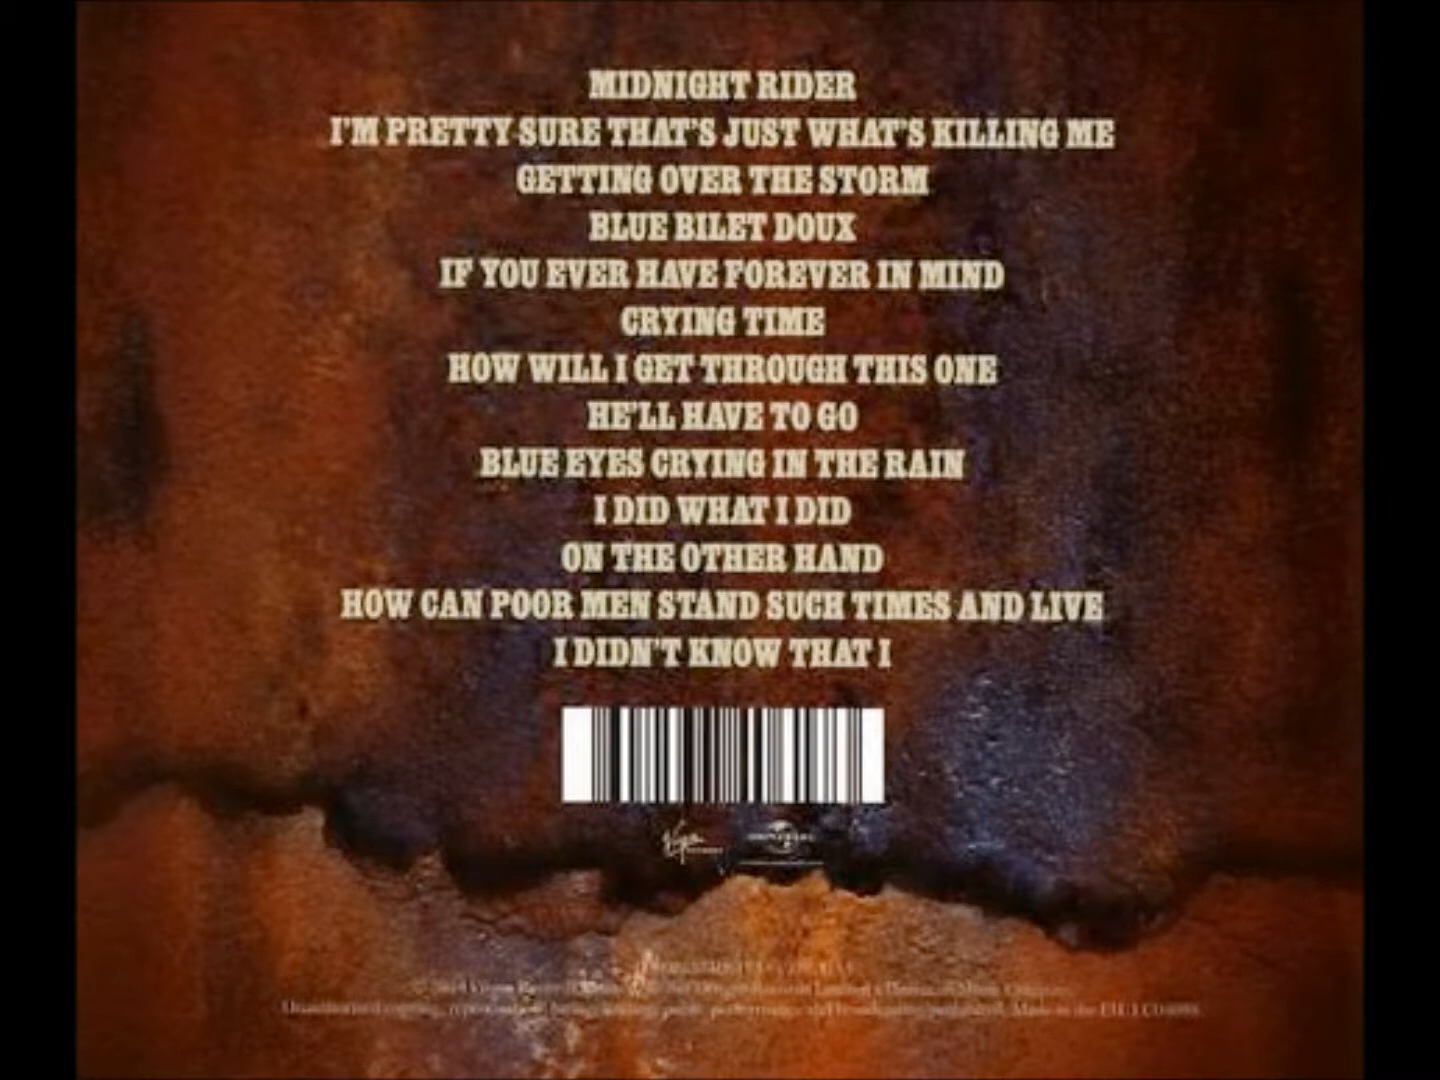 MIDNIGHT RIDER
I'M PRETTY SURE THAT'S JUST WHAT'S KILLING ME
GETTING OVER THE STORM
BLUE BILET DOUX
IF YOU EVER HAVE FOREVER IN MIND
CRYING TIME
HOW WILL I GET THROUGH THIS ONE
HE'LL HAVE TO GO
BLUE EYES CRYING IN THE RAIN
I DID WHAT I DID
ON THE OTHER HAND
HOW CAN POOR MEN STAND SUCH TIMES AND LIVE
I DIDN'T KNOW THAT I
Virgin
UNIVERSAL